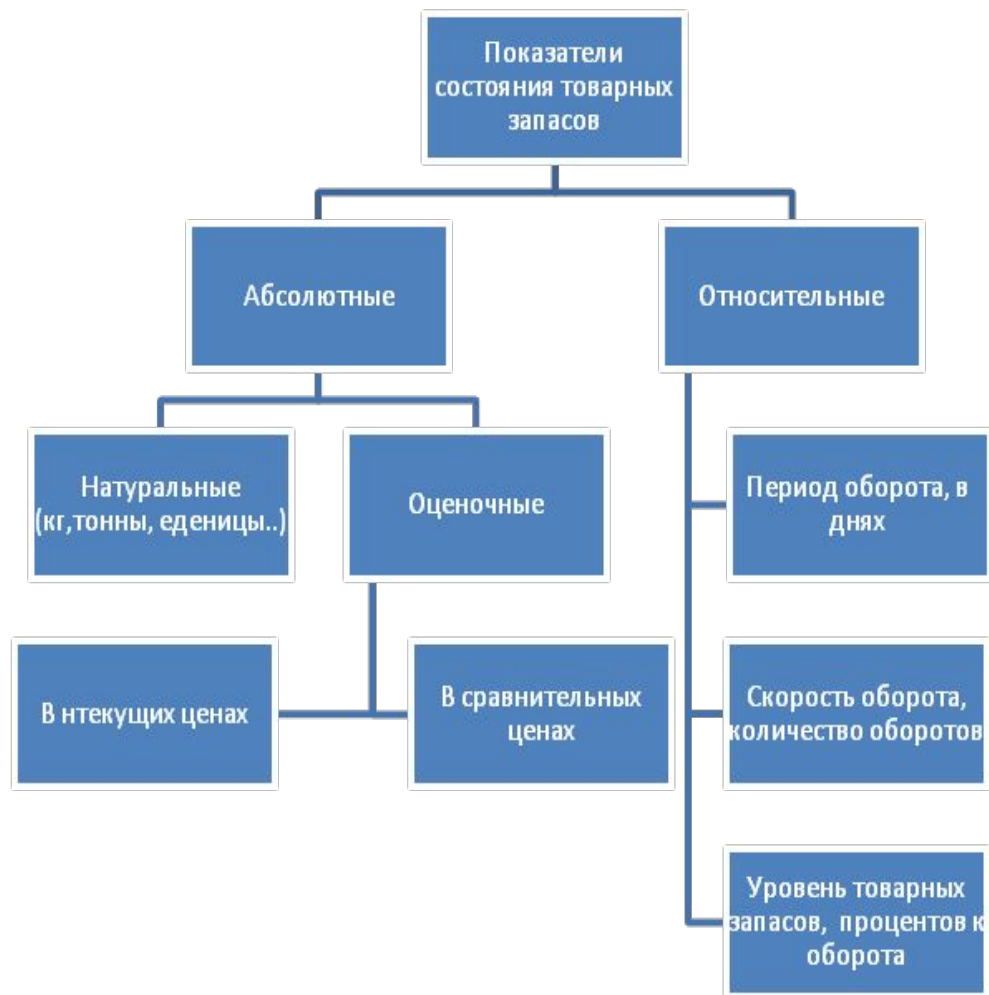 Показатели
состояния товарных
запасов
Абсолютные
Относительные
Натуральные
(кг,тонны, еденицы..)
Оценочные
Период оборота, в
днях
В нтекущих ценах
В сравнительных
ценах
Скорость оборота,
количество оборотов
Уровень товарных
запасов, процентов к
оборота